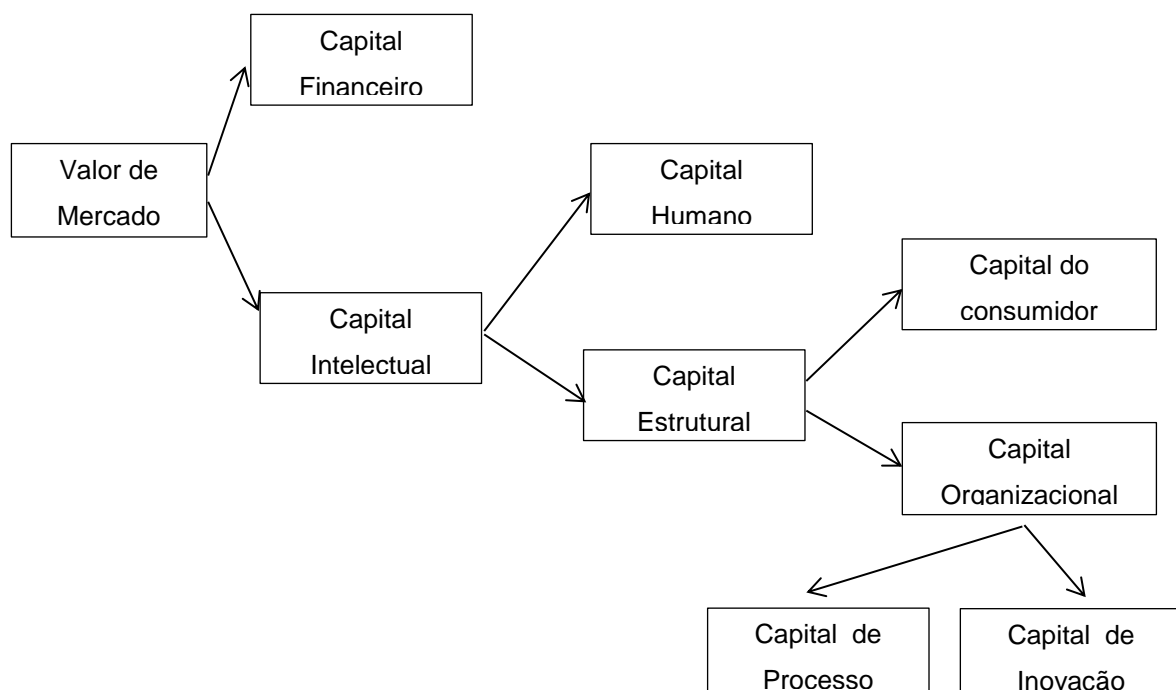 Capital
Financeiro
Valor de
Mercado
Capital
Humano
Capital do
consumidor
Capital
Intelectual
Capital
Estrutural
Capital
Organizacional
Capital de
Processo
Capital de
Inovação